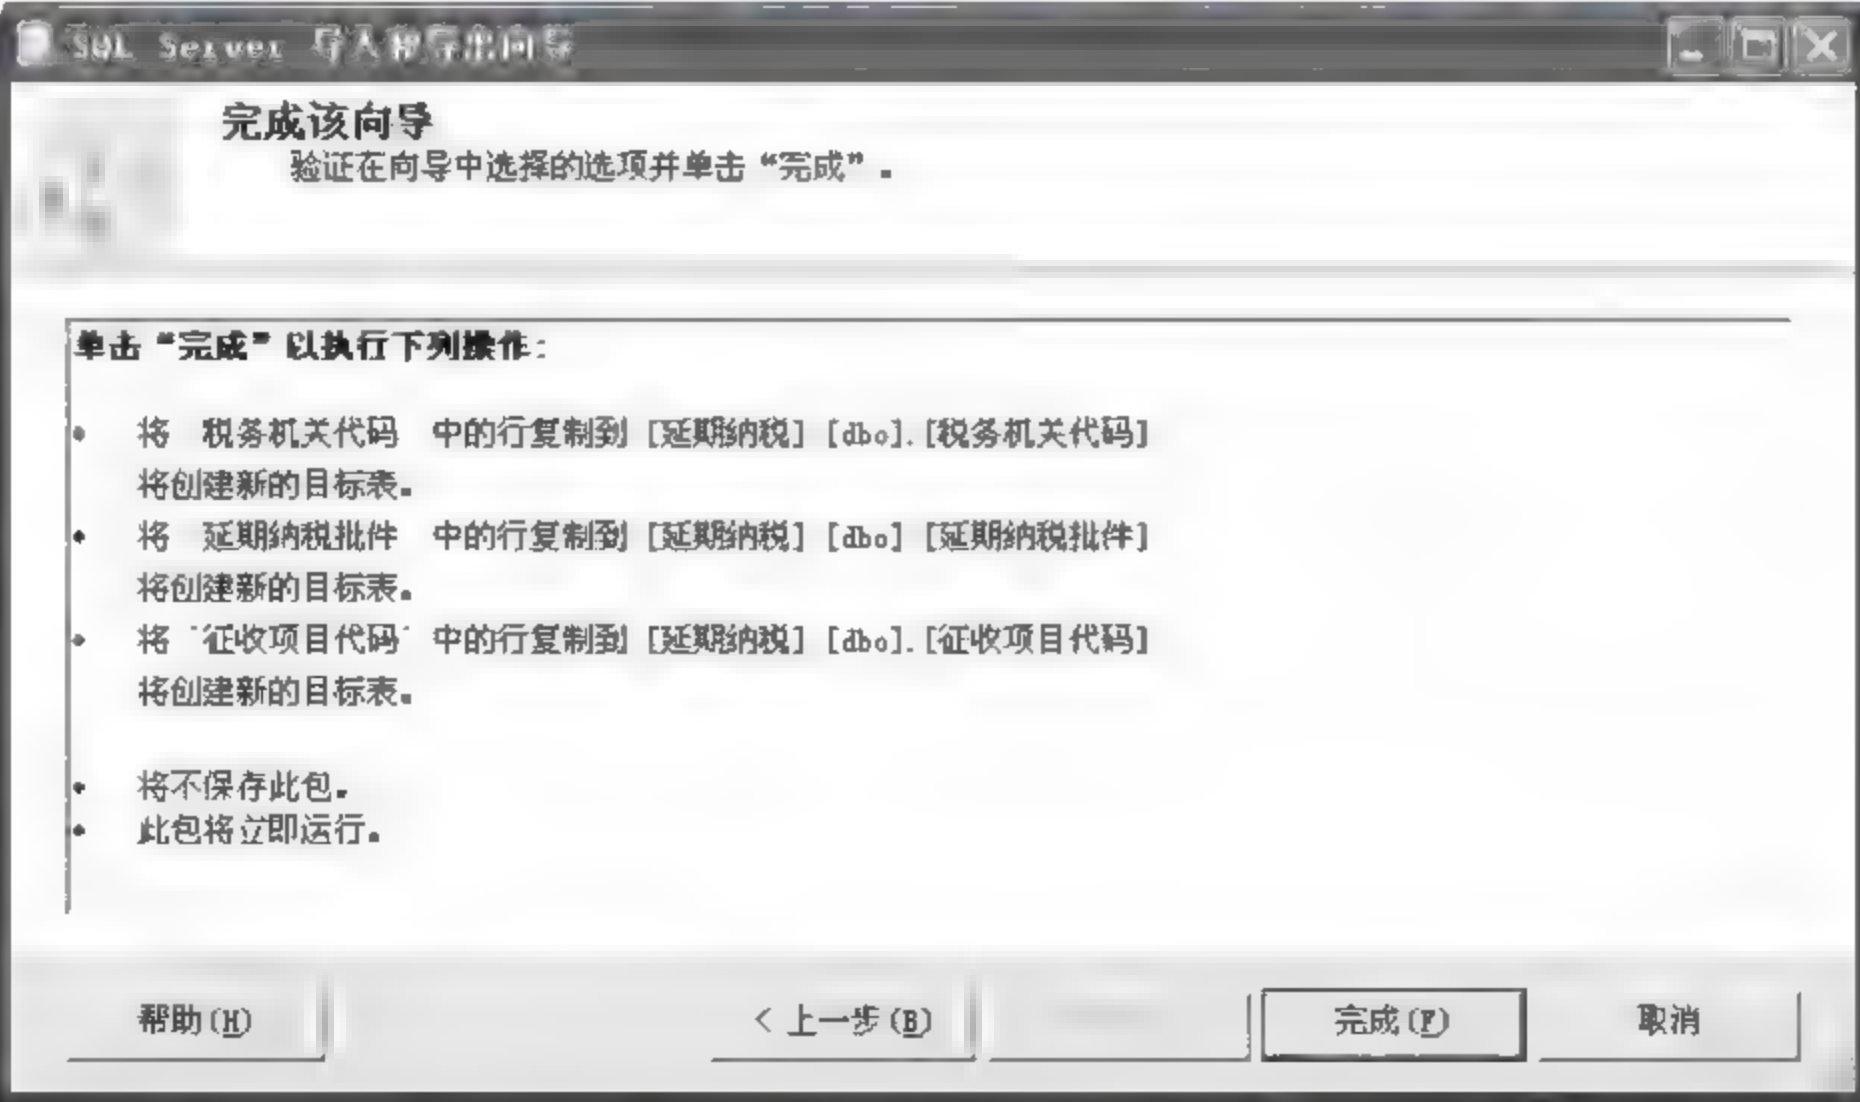 SQL Server 导入和导出向导
完成该向导
验证在向导中选择的选项并单击“完成”。
单击“完成”以执行下列操作:
• 将 税务机关代码 中的行复制到 [延期纳税] [dbo].[税务机关代码]
将创建新的目标表。
• 将 延期纳税批件 中的行复制到 [延期纳税] [dbo] [延期纳税批件]
将创建新的目标表。
• 将 `征收项目代码` 中的行复制到 [延期纳税] [dbo].[征收项目代码]
将创建新的目标表。
• 将不保存此包。
• 此包将立即运行。
帮助(H) < 上一步(B) 完成(F) 取消